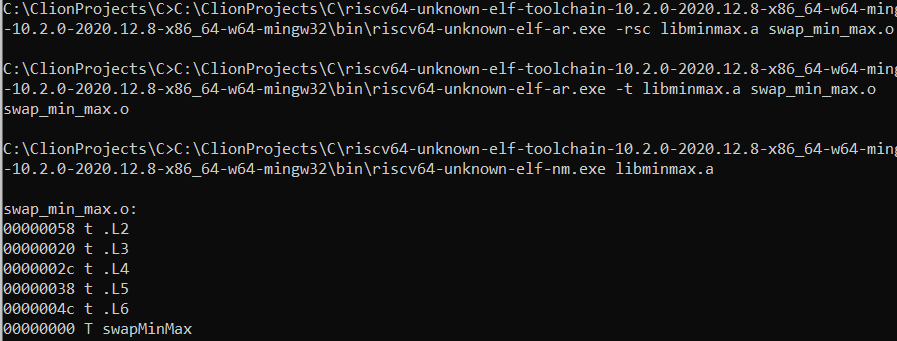 C:\ClionProjects\C>C:\ClionProjects\C\riscv64-unknown-elf-toolchain-10.2.0-2020.12.8-x86_64-w64-ming
-10.2.0-2020.12.8-x86_64-w64-mingw32\bin\riscv64-unknown-elf-ar.exe -rsc libminmax.a swap_min_max.o
C:\ClionProjects\C>C:\ClionProjects\C\riscv64-unknown-elf-toolchain-10.2.0-2020.12.8-x86_64-w64-ming
-10.2.0-2020.12.8-x86_64-w64-mingw32\bin\riscv64-unknown-elf-ar.exe -t libminmax.a swap_min_max.o
swap_min_max.o
C:\ClionProjects\C>C:\ClionProjects\C\riscv64-unknown-elf-toolchain-10.2.0-2020.12.8-x86_64-w64-ming
-10.2.0-2020.12.8-x86_64-w64-mingw32\bin\riscv64-unknown-elf-nm.exe libminmax.a
swap_min_max.o:
00000058 t .L2
00000020 t .L3
0000002c t .L4
00000038 t .L5
0000004c t .L6
00000000 T swapMinMax